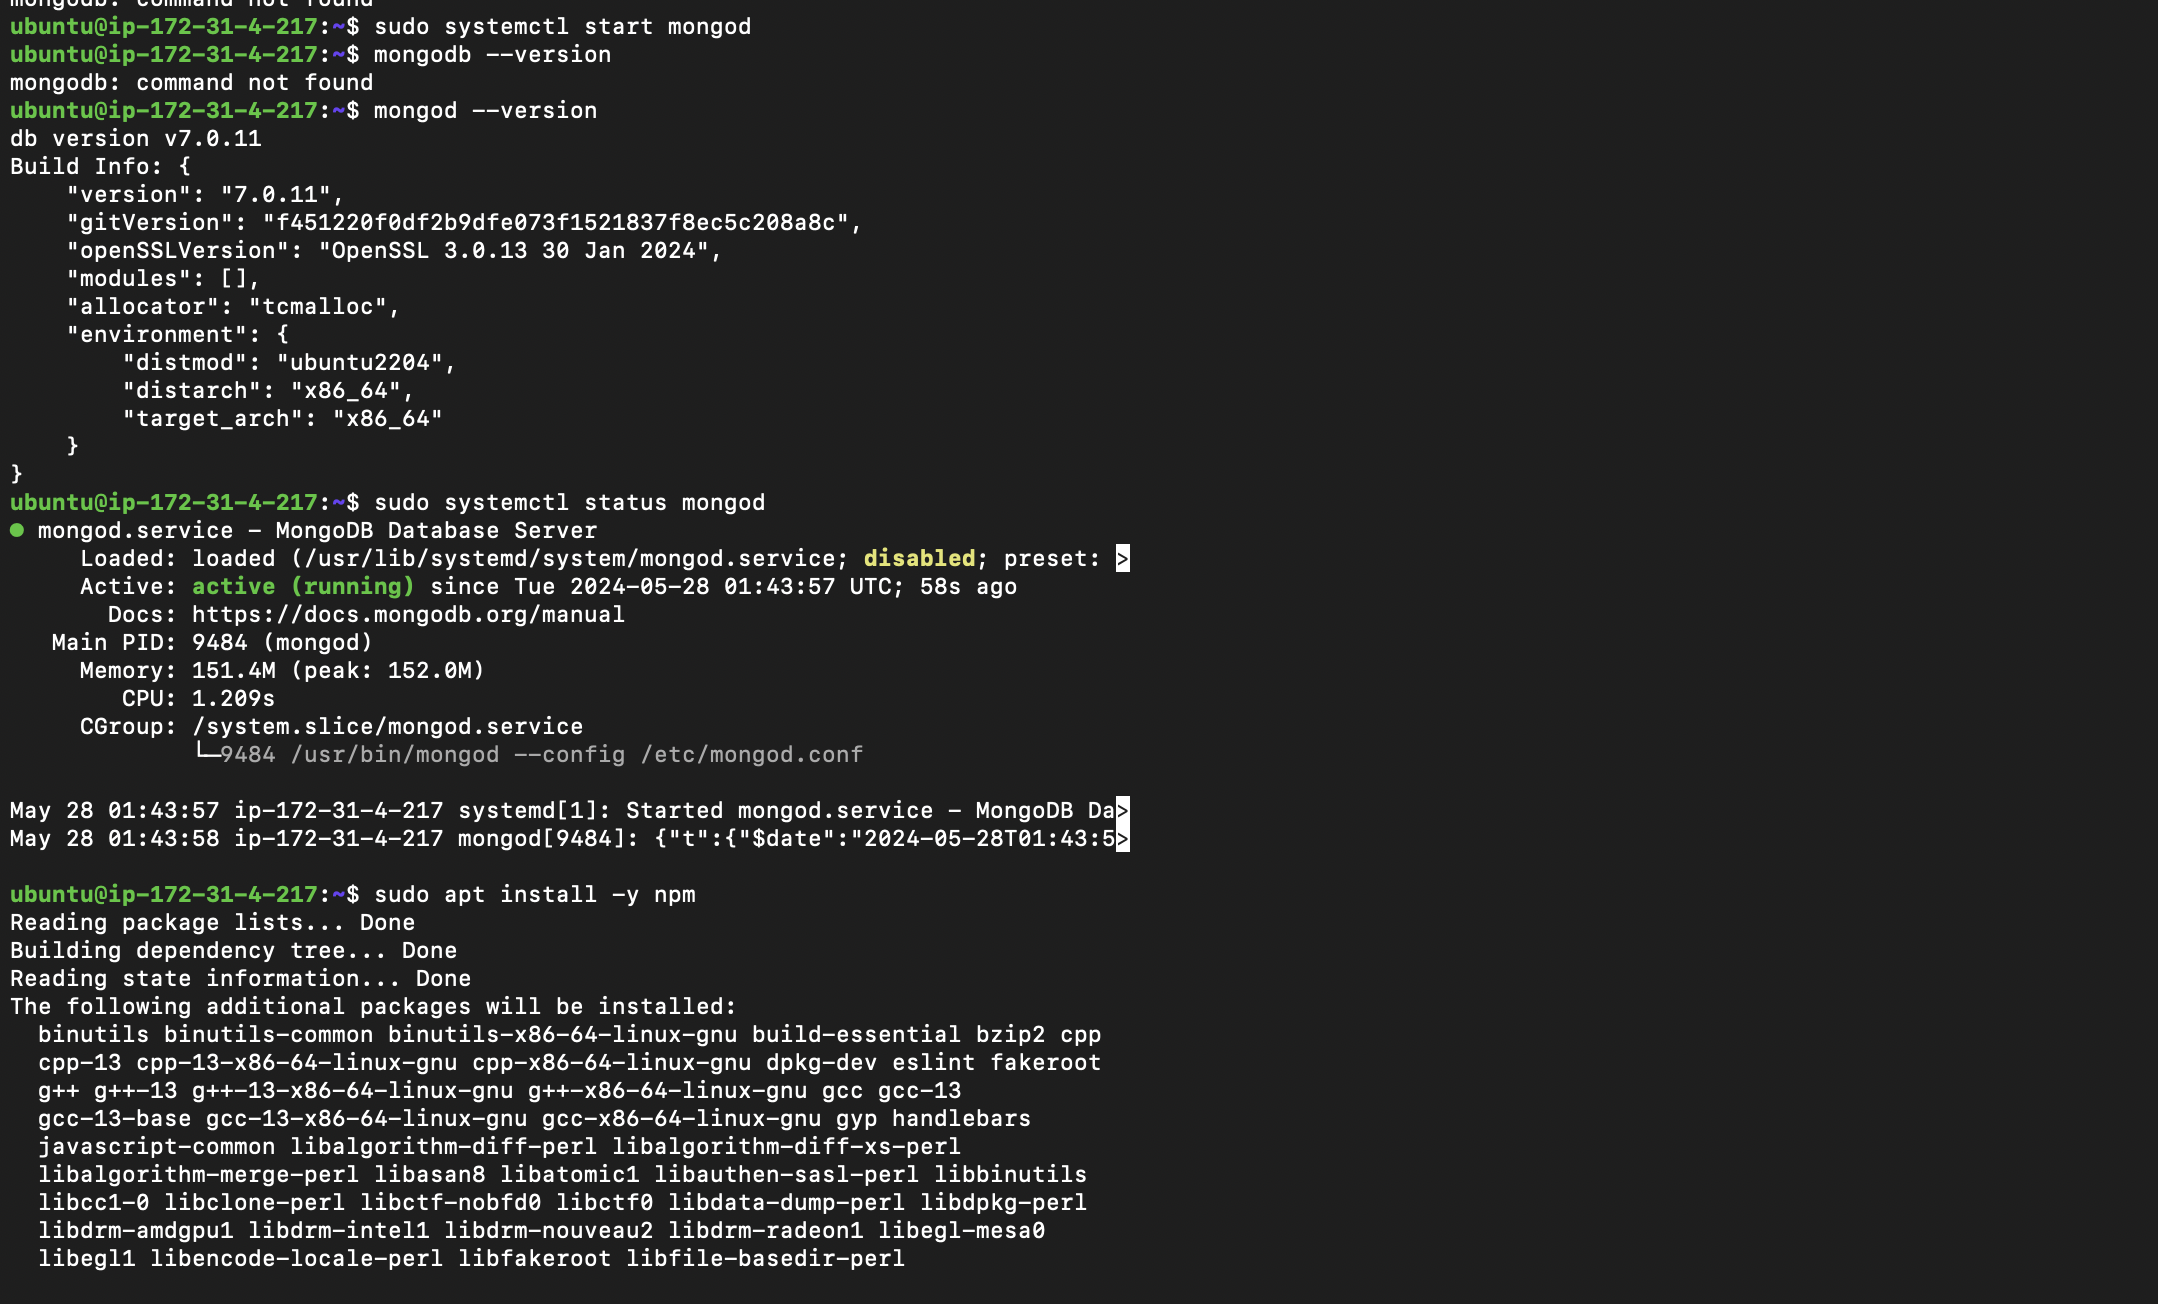 mongodb: command not found
ubuntu@ip-172-31-4-217:~$ sudo systemctl start mongod
ubuntu@ip-172-31-4-217:~$ mongodb --version
mongodb: command not found
ubuntu@ip-172-31-4-217:~$ mongod --version
db version v7.0.11
Build Info: {
    "version": "7.0.11",
    "gitVersion": "f451220f0df2b9dfe073f1521837f8ec5c208a8c",
    "openSSLVersion": "OpenSSL 3.0.13 30 Jan 2024",
    "modules": [],
    "allocator": "tcmalloc",
    "environment": {
        "distmod": "ubuntu2204",
        "distarch": "x86_64",
        "target_arch": "x86_64"
    }
}
ubuntu@ip-172-31-4-217:~$ sudo systemctl status mongod
● mongod.service - MongoDB Database Server
     Loaded: loaded (/usr/lib/systemd/system/mongod.service; disabled; preset: >
     Active: active (running) since Tue 2024-05-28 01:43:57 UTC; 58s ago
       Docs: https://docs.mongodb.org/manual
   Main PID: 9484 (mongod)
     Memory: 151.4M (peak: 152.0M)
        CPU: 1.209s
     CGroup: /system.slice/mongod.service
             └─9484 /usr/bin/mongod --config /etc/mongod.conf

May 28 01:43:57 ip-172-31-4-217 systemd[1]: Started mongod.service - MongoDB Da>
May 28 01:43:58 ip-172-31-4-217 mongod[9484]: {"t":{"$date":"2024-05-28T01:43:5>

ubuntu@ip-172-31-4-217:~$ sudo apt install -y npm
Reading package lists... Done
Building dependency tree... Done
Reading state information... Done
The following additional packages will be installed:
  binutils binutils-common binutils-x86-64-linux-gnu build-essential bzip2 cpp
  cpp-13 cpp-13-x86-64-linux-gnu cpp-x86-64-linux-gnu dpkg-dev eslint fakeroot
  g++ g++-13 g++-13-x86-64-linux-gnu g++-x86-64-linux-gnu gcc gcc-13
  gcc-13-base gcc-13-x86-64-linux-gnu gcc-x86-64-linux-gnu gyp handlebars
  javascript-common libalgorithm-diff-perl libalgorithm-diff-xs-perl
  libalgorithm-merge-perl libasan8 libatomic1 libauthen-sasl-perl libbinutils
  libcc1-0 libclone-perl libctf-nobfd0 libctf0 libdata-dump-perl libdpkg-perl
  libdrm-amdgpu1 libdrm-intel1 libdrm-nouveau2 libdrm-radeon1 libegl-mesa0
  libegl1 libencode-locale-perl libfakeroot libfile-basedir-perl